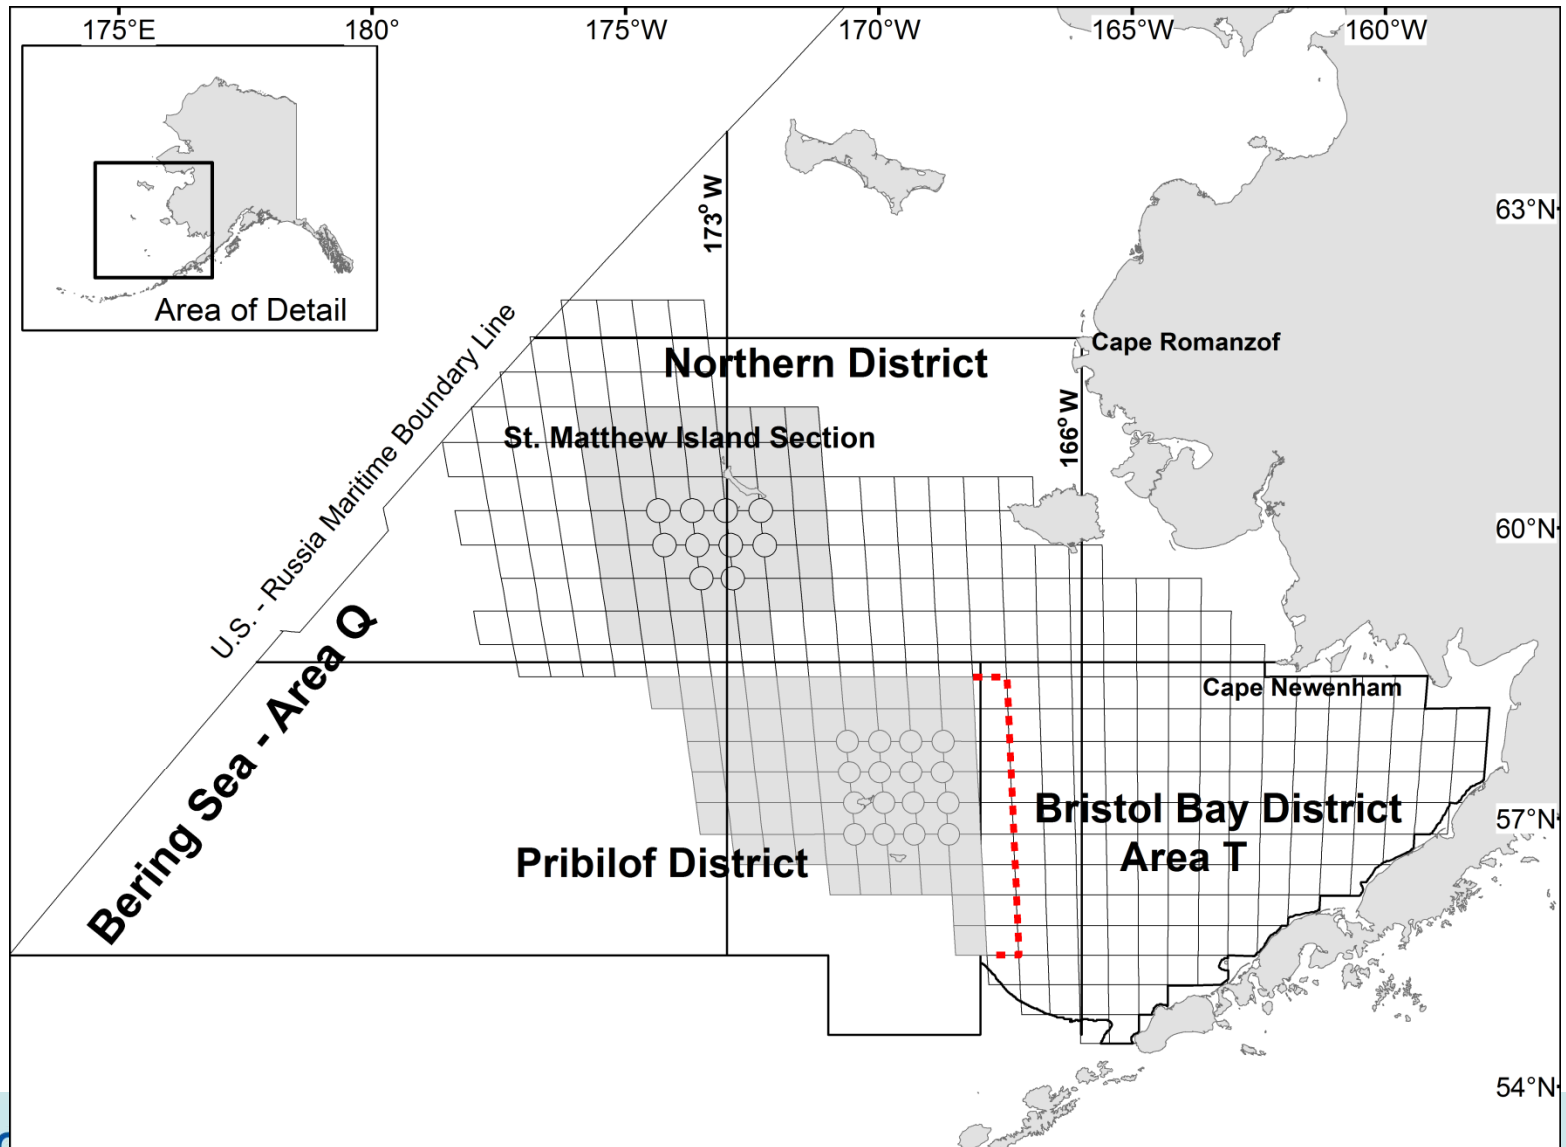 175°E
180°
175°W
170°W
165°W
160°W
Area of Detail
173° W
63°N
U.S. - Russia Maritime Boundary Line
Cape Romanzof
Northern District
166° W
St. Matthew Island Section
60°N
Bering Sea - Area Q
Cape Newenham
Bristol Bay District
Area T
57°N
Pribilof District
54°N